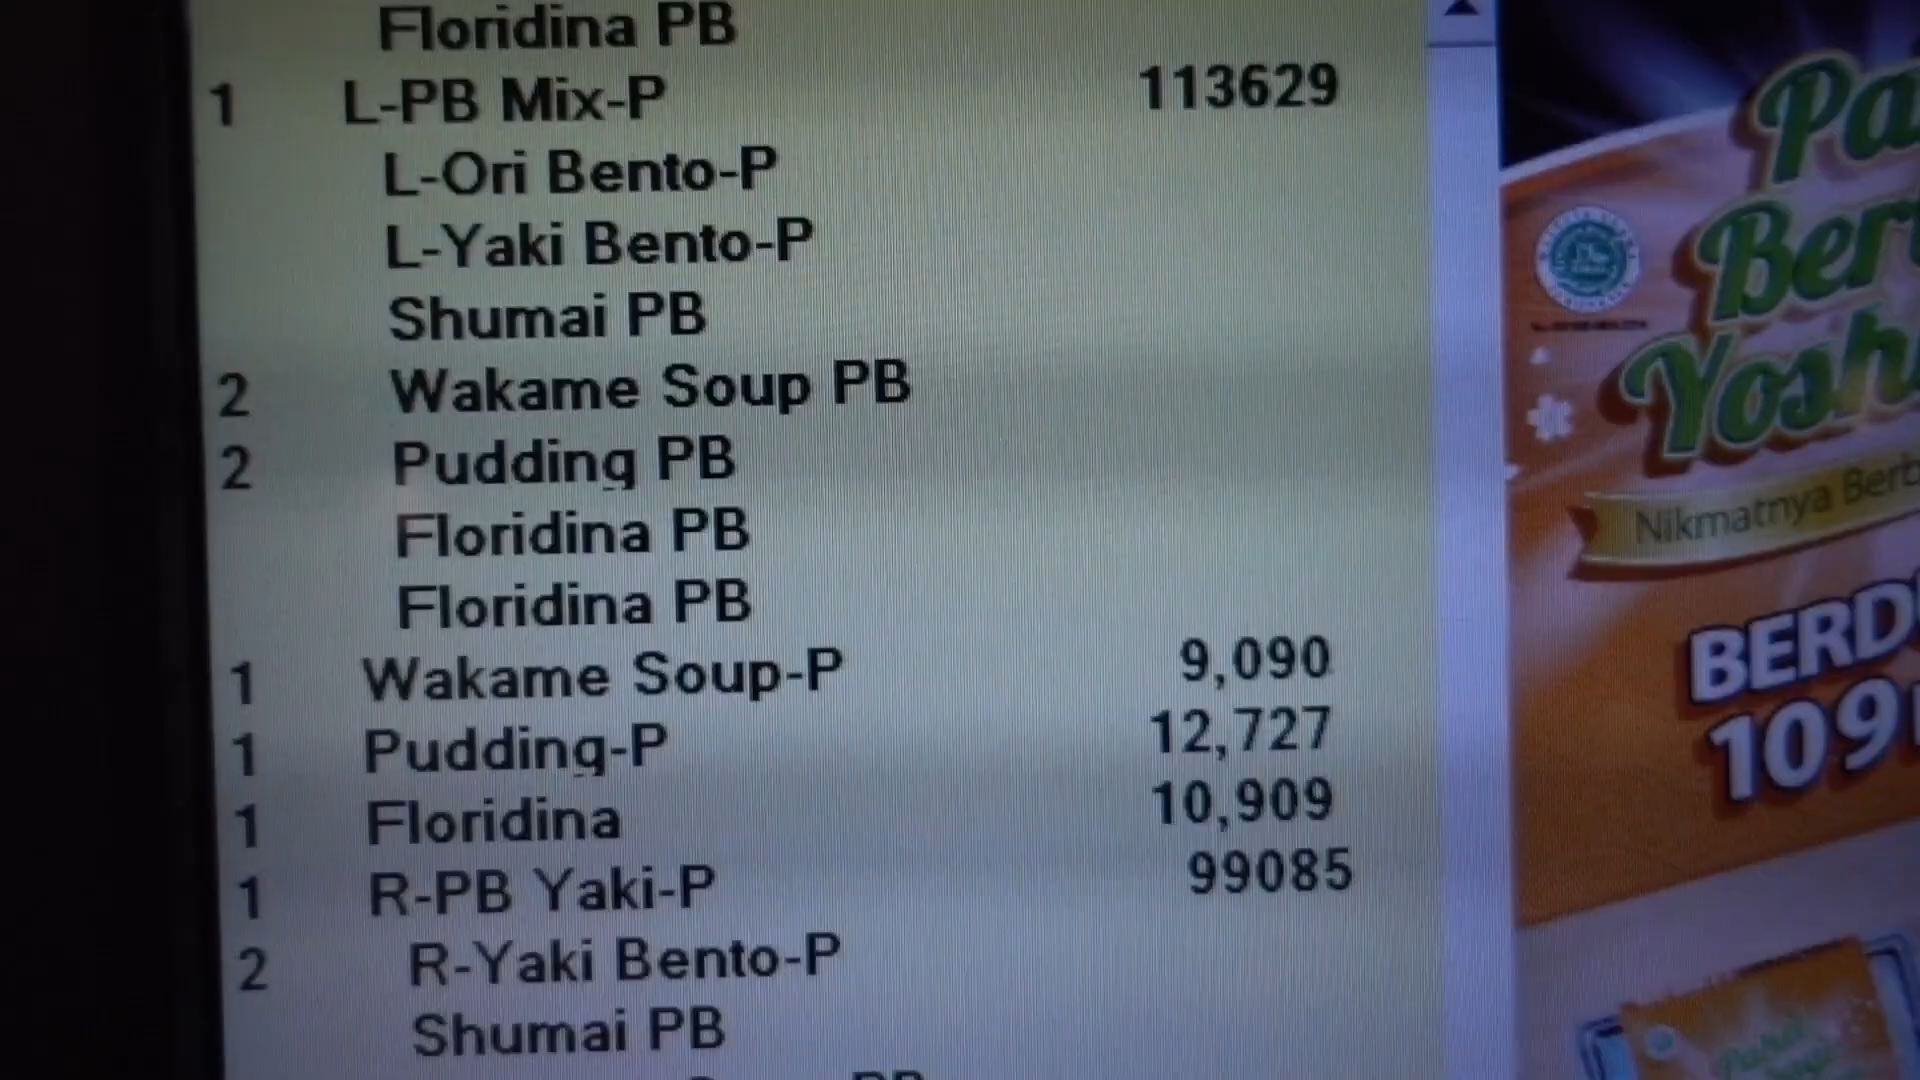 Floridina PB
1 L-PB Mix-P 113629
L-Ori Bento-P
L-Yaki Bento-P
Shumai PB
2 Wakame Soup PB
2 Pudding PB
Floridina PB
Floridina PB
1 Wakame Soup-P 9,090
1 Pudding-P 12,727
1 Floridina 10,909
1 R-PB Yaki-P 99085
2 R-Yaki Bento-P
Shumai PB
Pa
Ber
Yosh
Nikmatnya Berb
BERD
109